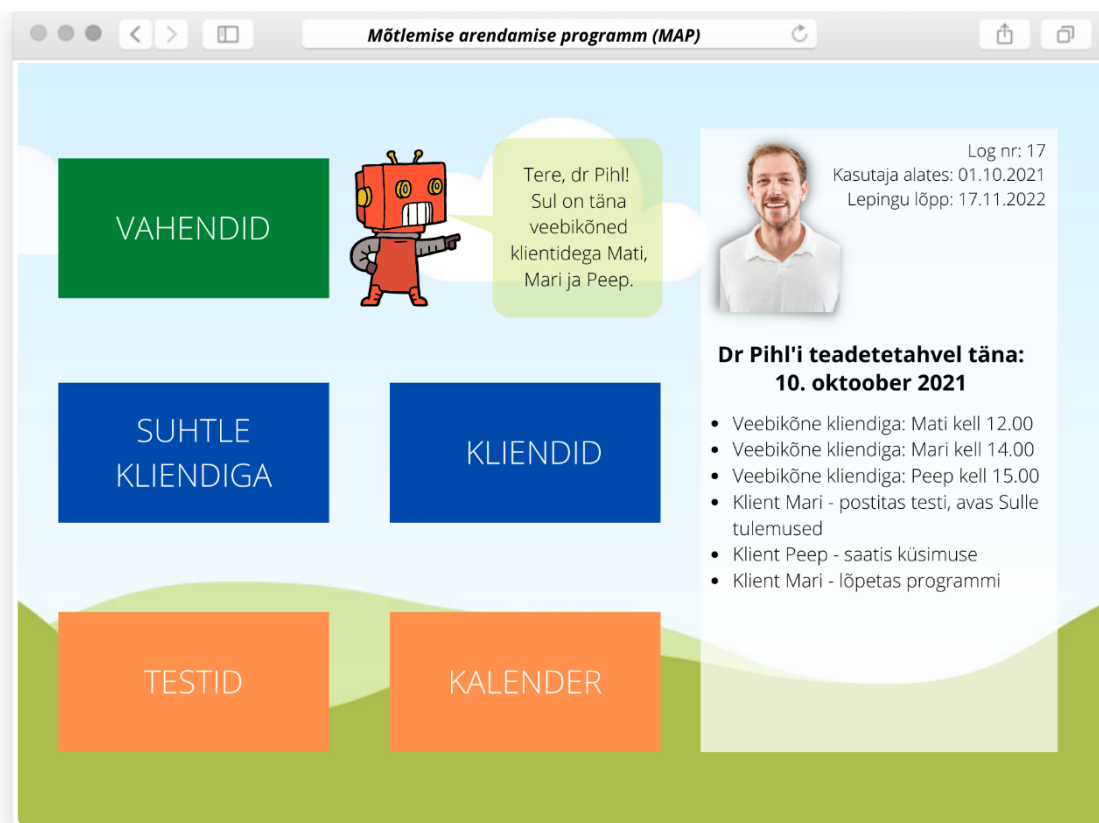 Mõtlemise arendamise programm (MAP)
VAHENDID
Tere, dr Pihl!
Sul on täna
veebikõned
klientidega Mati,
Mari ja Peep.
Log nr: 17
Kasutaja alates: 01.10.2021
Lepingu lõpp: 17.11.2022
SUHTLE
KLIENDIGA
KLIENDID
Dr Pihl'i teadetetahvel täna:
10. oktoober 2021
• Veebikõne kliendiga: Mati kell 12.00
• Veebikõne kliendiga: Mari kell 14.00
• Veebikõne kliendiga: Peep kell 15.00
• Klient Mari - postitas testi, avas Sulle
tulemused
• Klient Peep - saatis küsimuse
• Klient Mari - lõpetas programmi
TESTID
KALENDER